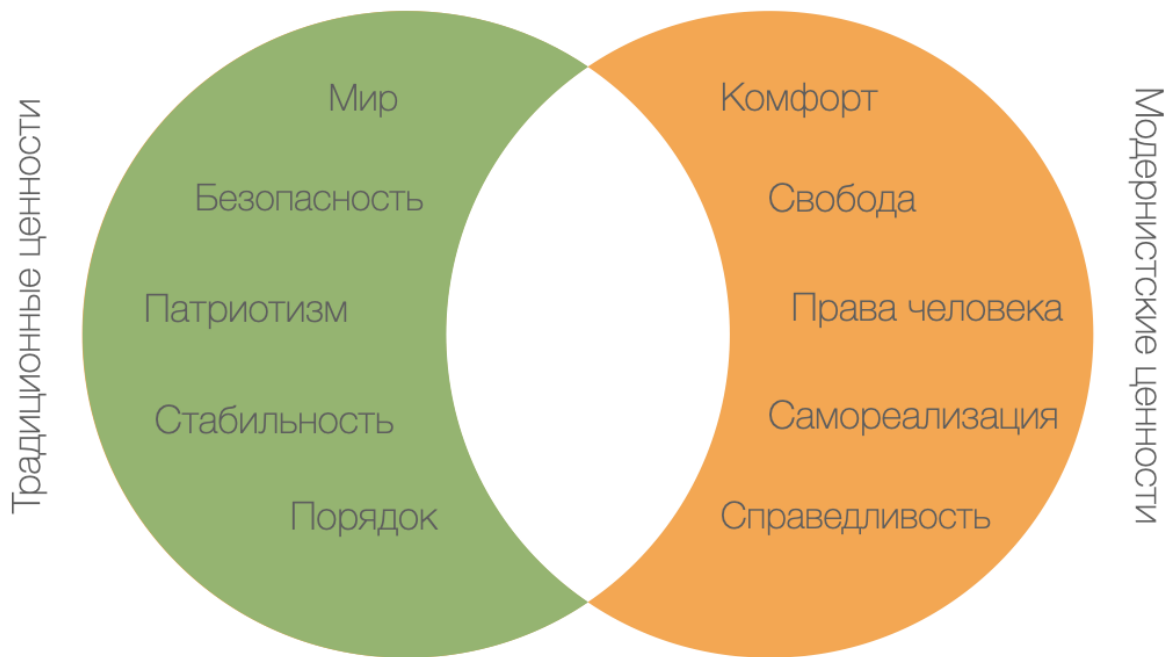 Традиционные ценности
Мир
Безопасность
Патриотизм
Стабильность
Порядок
Комфорт
Свобода
Права человека
Самореализация
Справедливость
Модернистские ценности